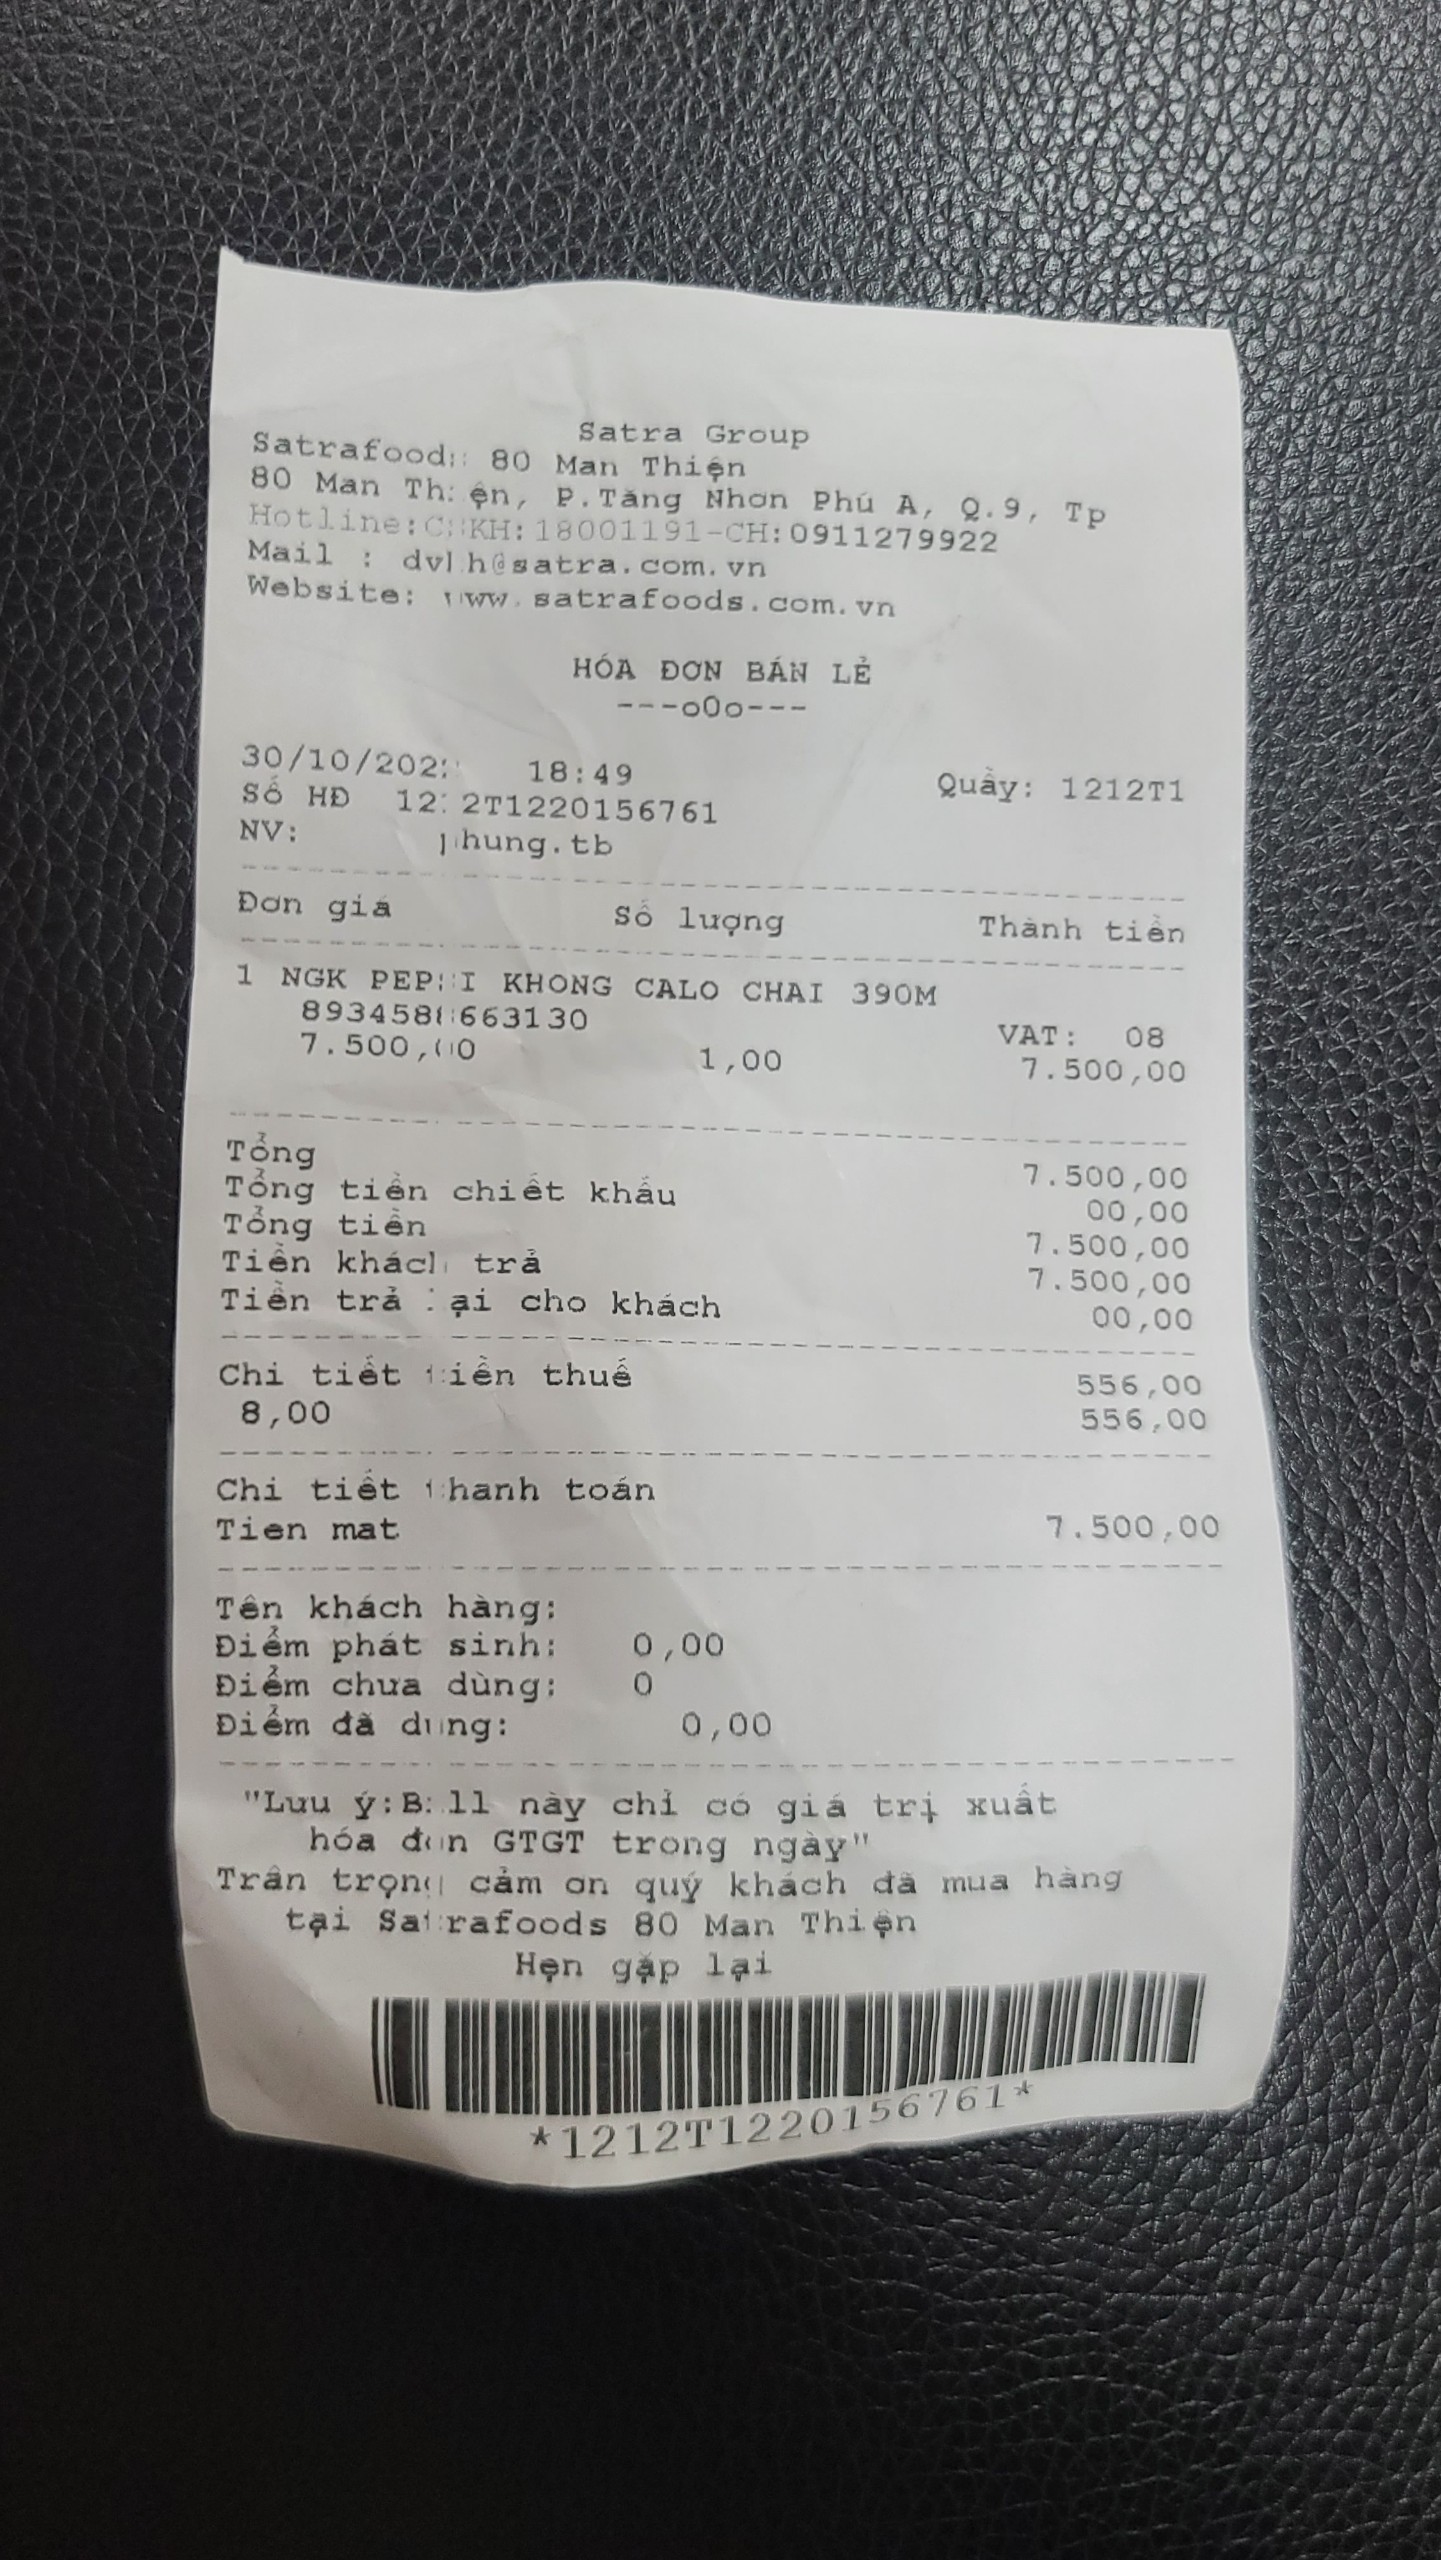 Satra Group
Satrafoods 80 Man Thiện
80 Man Thiện, P.Tăng Nhơn Phú A, Q.9, Tp
Hotline:CSKH:18001191-CH:0911279922
Mail : dvkh@satra.com.vn
Website: www.satrafoods.com.vn
HÓA ĐƠN BÁN LẺ
---oOo---
18:49 Quầy: 1212T1
Số HĐ 1212T1220156761
NV: phung.tb
Đơn giá Số lượng Thành tiền
1 NGK PEPSI KHONG CALO CHAI 390M
8934588663130 VAT: 08
7.500,00 1,00 7.500,00
Tổng 7.500,00
Tổng tiền chiết khấu 00,00
Tổng tiền 7.500,00
Tiền khách trả 7.500,00
Tiền trả lại cho khách 00,00
Chi tiết tiền thuế 556,00
8,00 556,00
Chi tiết thanh toán
Tien mat 7.500,00
Tên khách hàng:
Điểm phát sinh: 0,00
Điểm chưa dùng: 0
Điểm đã dùng: 0,00
"Lưu ý:Bill này chỉ có giá trị xuất
hóa đơn GTGT trong ngày"
Trân trọng cảm ơn quý khách đã mua hàng
tại Satrafoods 80 Man Thiện
Hẹn gặp lại
*1212T1220156761*